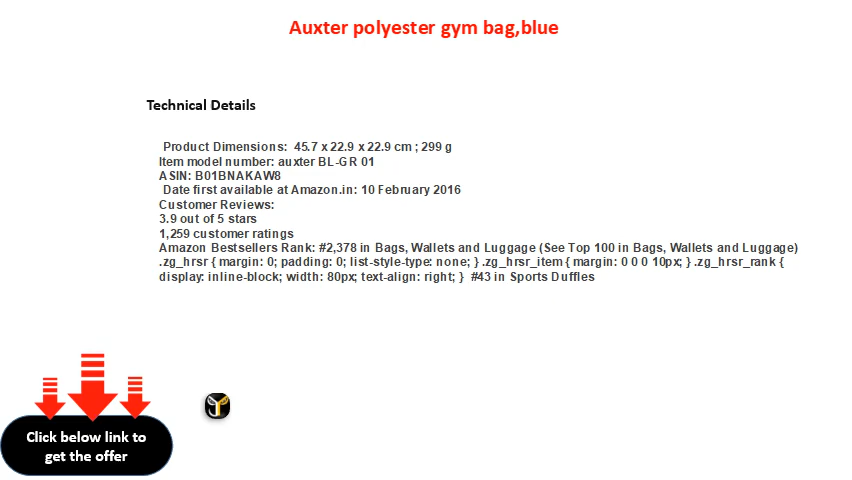 Auxter polyester gym bag,blue
Technical Details
Product Dimensions: 45.7 x 22.9 x 22.9 cm ; 299 g
Item model number: auxter BL-GR 01
ASIN: B01BNAKAW8
Date first available at Amazon.in: 10 February 2016
Customer Reviews:
3.9 out of 5 stars
1,259 customer ratings
Amazon Bestsellers Rank: #2,378 in Bags, Wallets and Luggage (See Top 100 in Bags, Wallets and Luggage)
.zg_hrsr { margin: 0; padding: 0; list-style-type: none; } .zg_hrsr_item { margin: 0 0 0 10px; } .zg_hrsr_rank {
display: inline-block; width: 80px; text-align: right; } #43 in Sports Duffles
Click below link to
get the offer